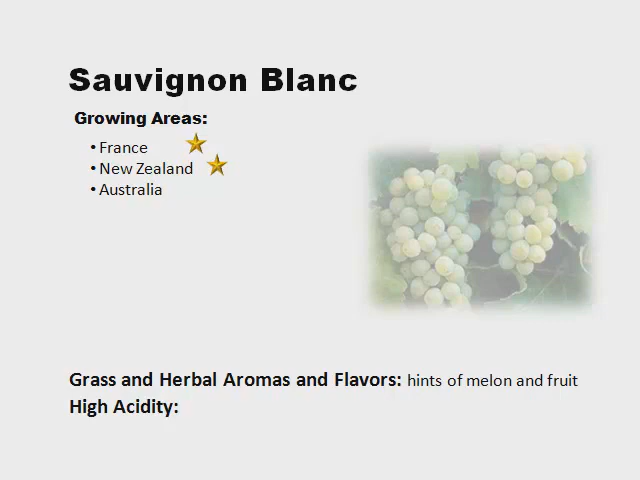 Sauvignon Blanc
Growing Areas:
• France
• New Zealand
• Australia
Grass and Herbal Aromas and Flavors: hints of melon and fruit
High Acidity: